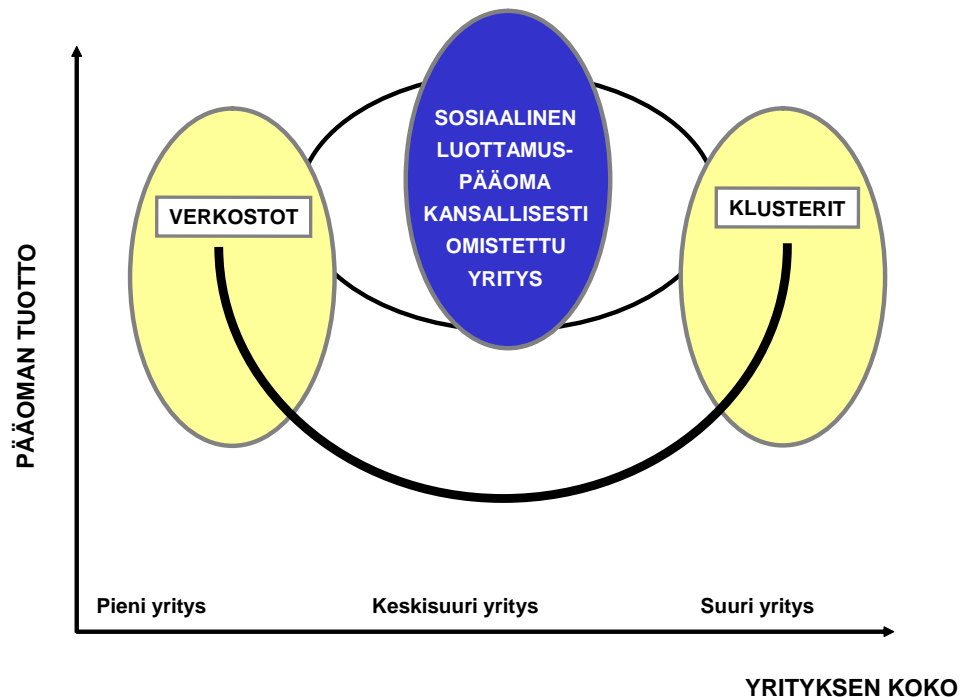 SOSIAALINEN
LUOTTAMUS-
PÄÄOMA
KANSALLISESTI
OMISTETTU
YRITYS
VERKOSTOT
KLUSTERIT
PÄÄOMAN TUOTTO
Pieni yritys
Keskisuuri yritys
Suuri yritys
YRITYKSEN KOKO